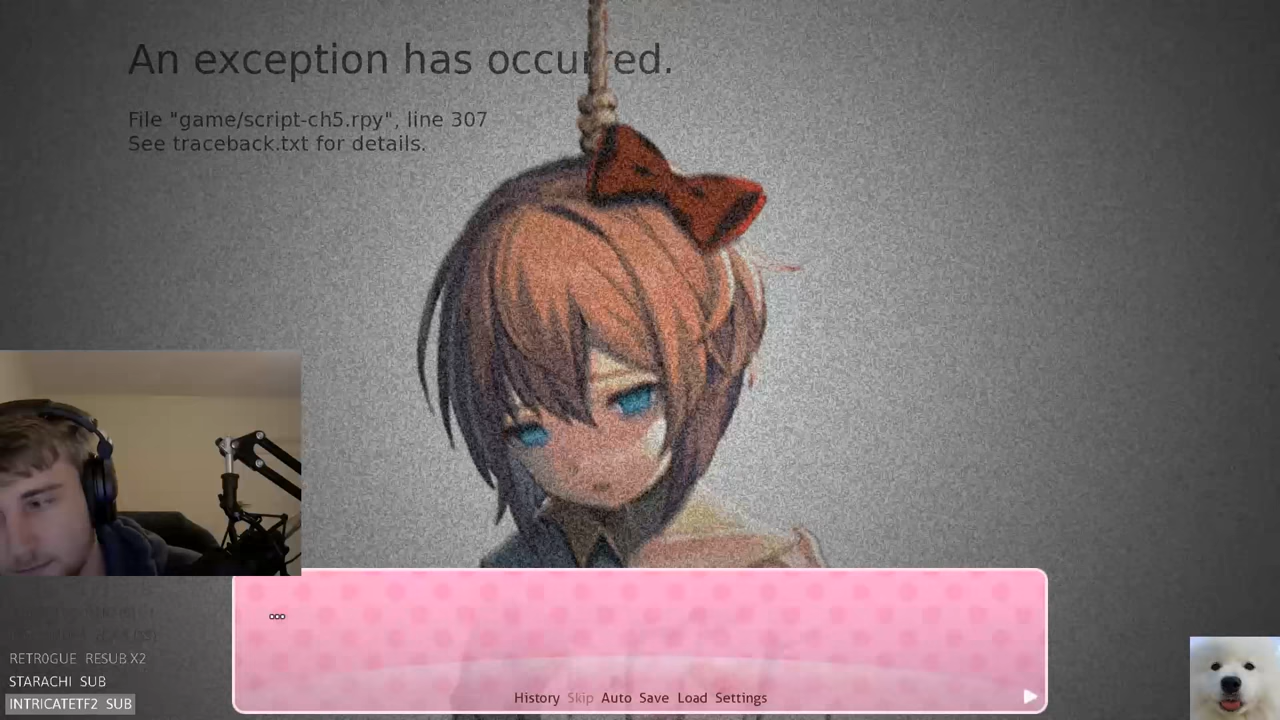 An exception has occurred.
File "game/script-ch5.rpy", line 307
See traceback.txt for details.
RETR0GUE RESUB X2
STARACHI SUB
INTRICATETF2 SUB
History Skip Auto Save Load Settings